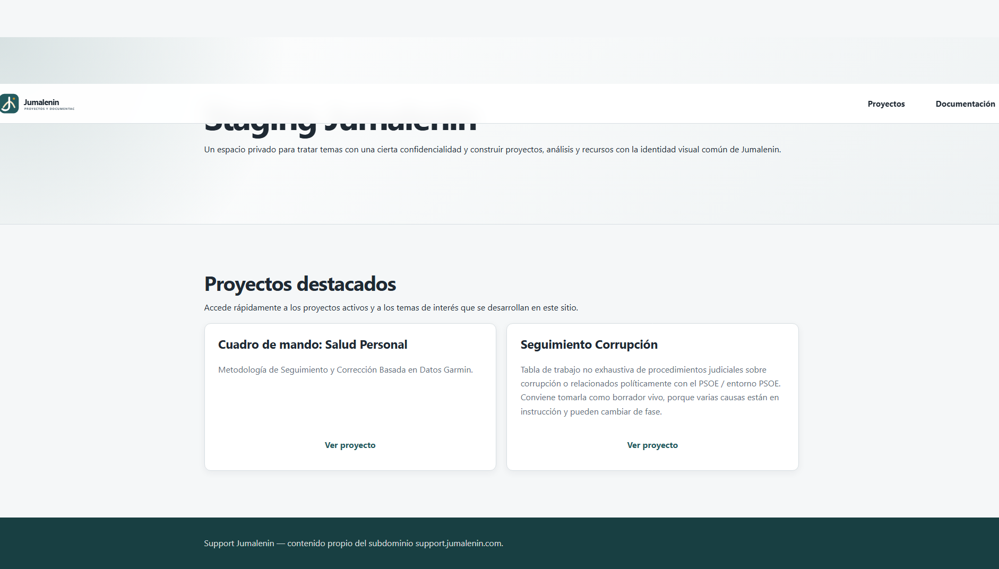 Jumalenin
PROYECTOS Y DOCUMENTAC
Proyectos
Documentación
Staging Jumalenin
Un espacio privado para tratar temas con una cierta confidencialidad y construir proyectos, análisis y recursos con la identidad visual común de Jumalenin.
Proyectos destacados
Accede rápidamente a los proyectos activos y a los temas de interés que se desarrollan en este sitio.
Cuadro de mando: Salud Personal
Metodología de Seguimiento y Corrección Basada en Datos Garmin.
Ver proyecto
Seguimiento Corrupción
Tabla de trabajo no exhaustiva de procedimientos judiciales sobre
corrupción o relacionados políticamente con el PSOE / entorno PSOE.
Conviene tomarla como borrador vivo, porque varias causas están en
instrucción y pueden cambiar de fase.
Ver proyecto
Support Jumalenin — contenido propio del subdominio support.jumalenin.com.